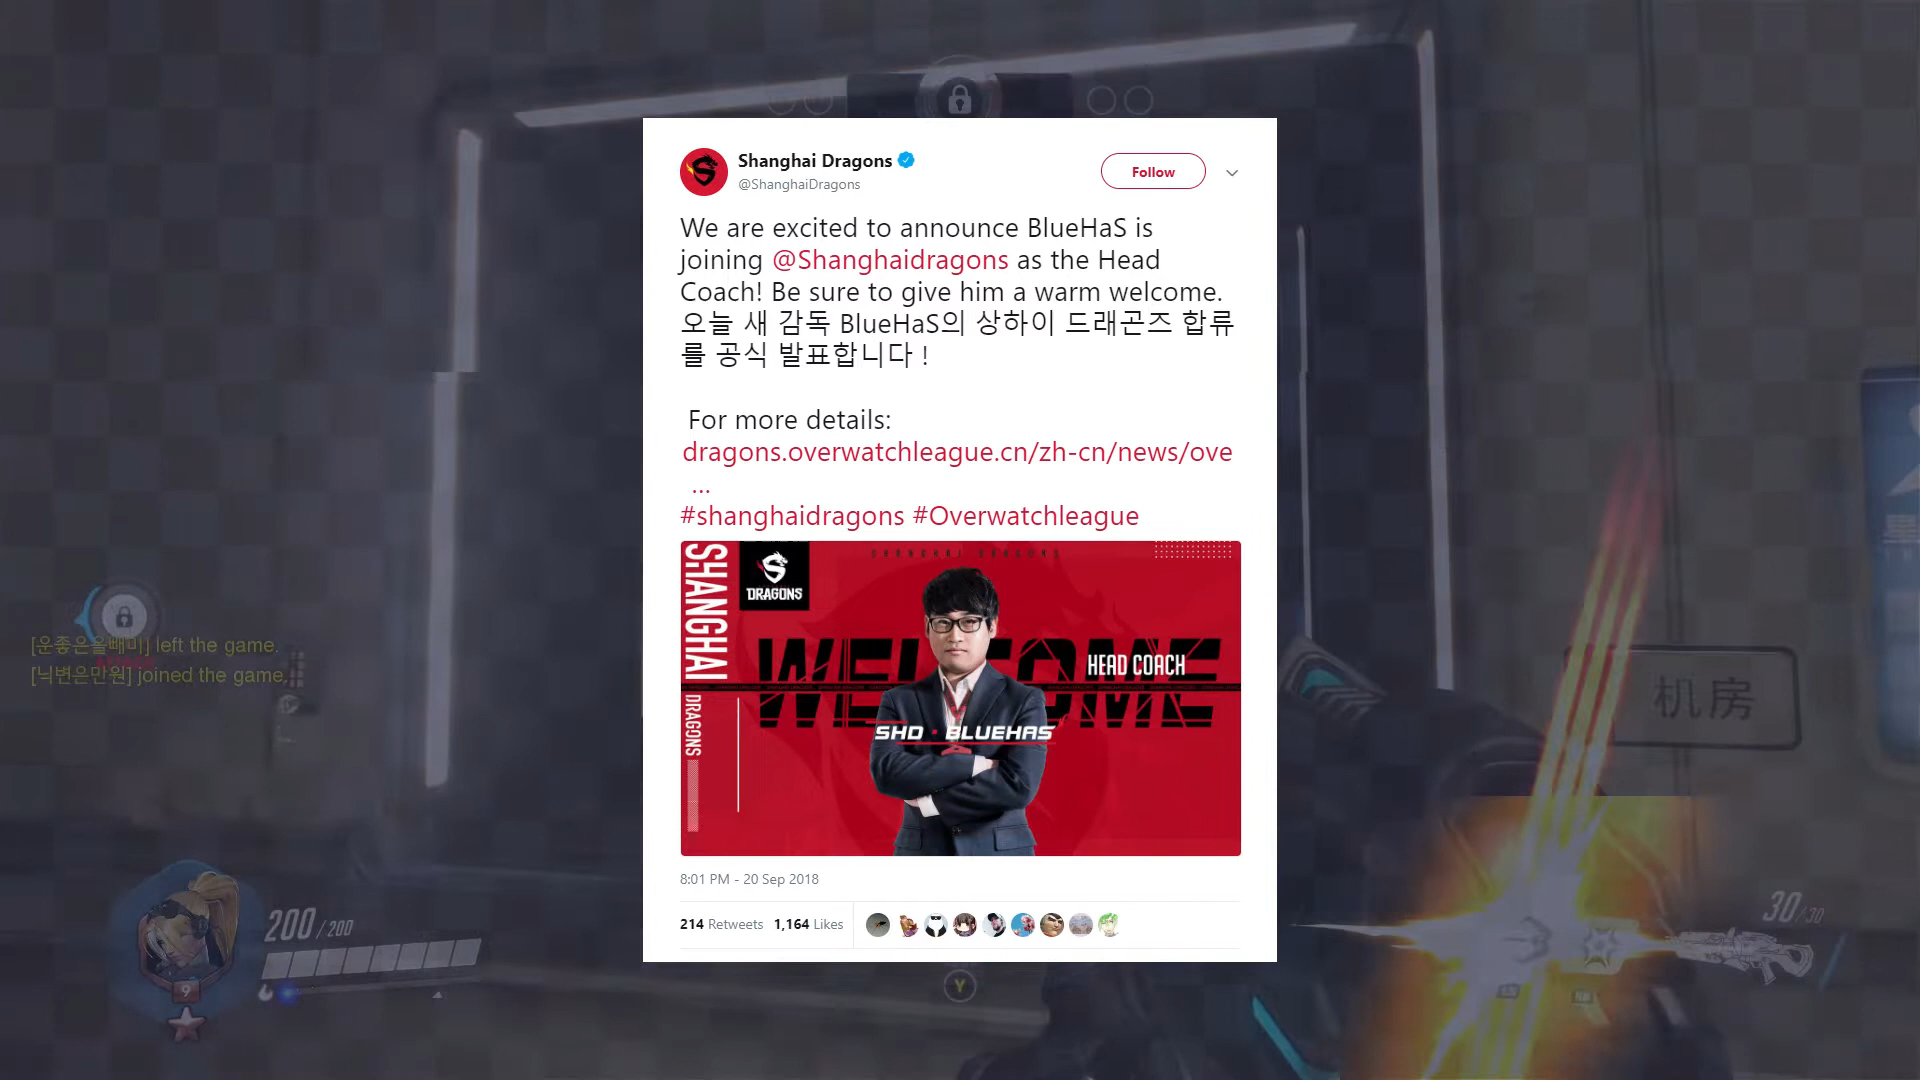 Shanghai Dragons
@ShanghaiDragons
Follow
We are excited to announce BlueHaS is
joining @Shanghaidragons as the Head
Coach! Be sure to give him a warm welcome.
오늘 새 감독 BlueHaS의 상하이 드래곤즈 합류
를 공식 발표합니다 !
For more details:
dragons.overwatchleague.cn/zh-cn/news/ove
...
#shanghaidragons #Overwatchleague
SHANGHAI
DRAGONS
SHANGHAI DRAGONS
DRAGONS
WELCOME
HEAD COACH
SHD · BLUEHAS
8:01 PM - 20 Sep 2018
214 Retweets 1,164 Likes
[운좋은올빼미] left the game.
[닉변은만원] joined the game.
机房
200/200
9
30/30
Y